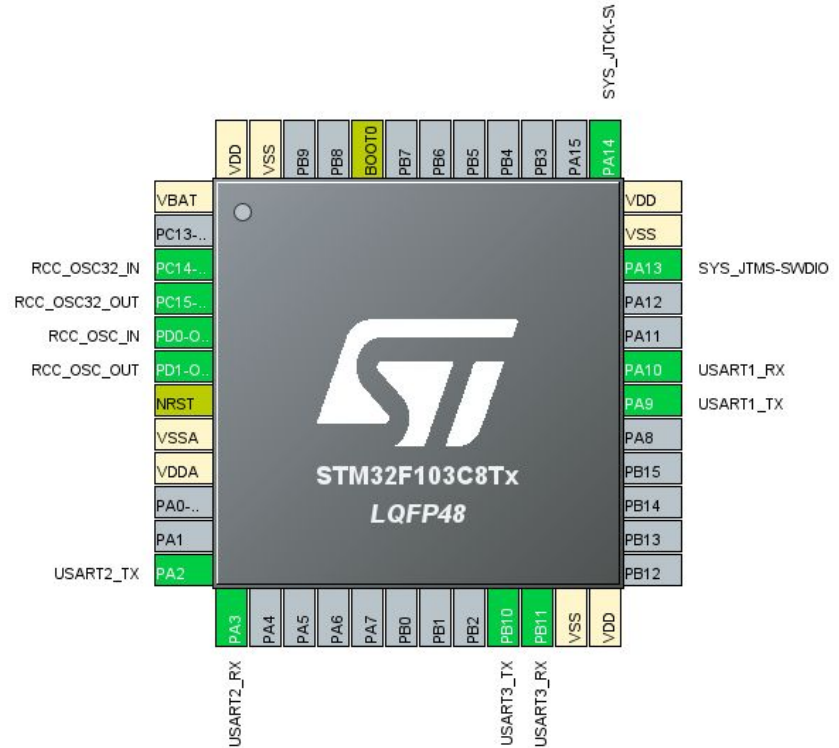 SYS_JTCK-SV
VDD
VSS
PB9
PB8
BOOT0
PB7
PB6
PB5
PB4
PB3
PA15
PA14
VBAT
PC13-..
RCC_OSC32_IN PC14-..
RCC_OSC32_OUT PC15-..
RCC_OSC_IN PD0-O..
RCC_OSC_OUT PD1-O..
NRST
VSSA
VDDA
PA0-..
PA1
USART2_TX PA2
VDD
VSS
PA13 SYS_JTMS-SWDIO
PA12
PA11
PA10 USART1_RX
PA9 USART1_TX
PA8
PB15
PB14
PB13
PB12
ST
STM32F103C8Tx
LQFP48
PA3
PA4
PA5
PA6
PA7
PB0
PB1
PB2
PB10
PB11
VSS
VDD
USART2_RX
USART3_TX
USART3_RX